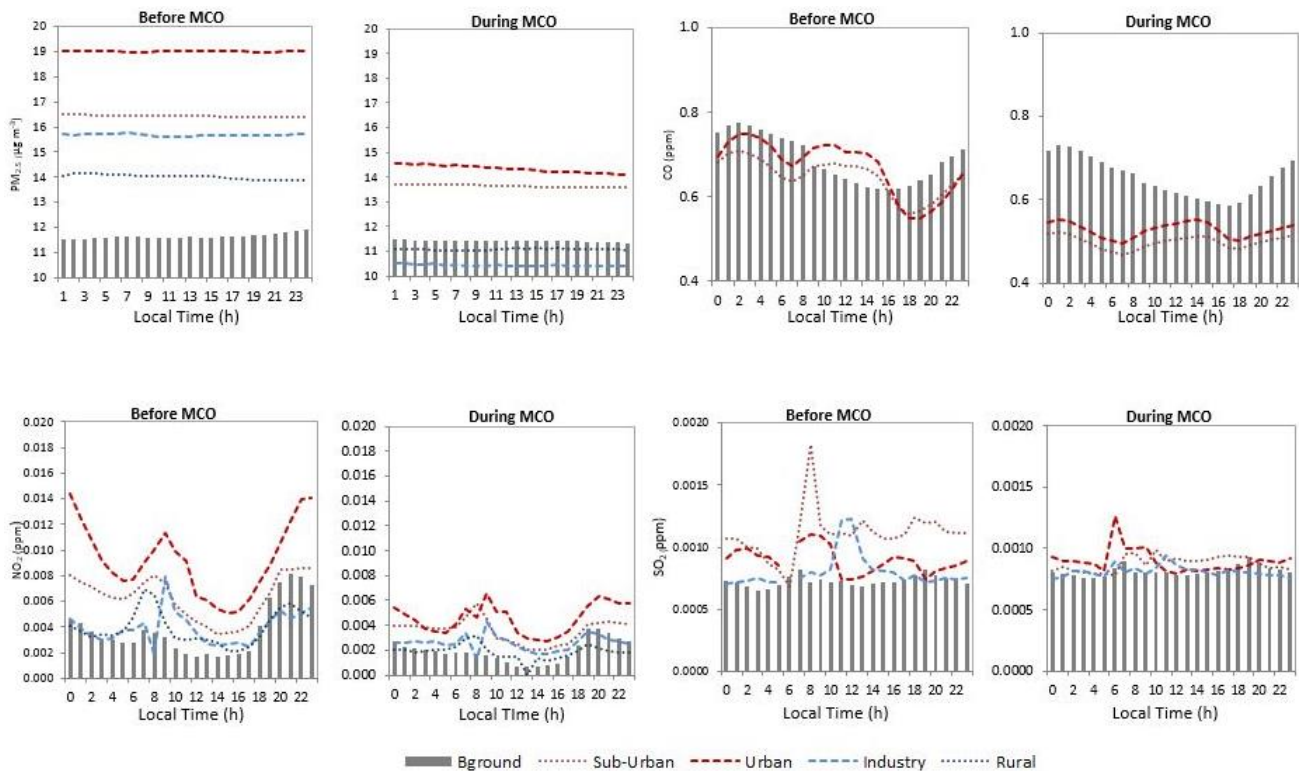 Before MCO
During MCO
Before MCO
During MCO
PM2.5 (µg m⁻³)
20
19
18
17
16
15
14
13
12
11
10
1 3 5 7 9 11 13 15 17 19 21 23
Local Time (h)
20
19
18
17
16
15
14
13
12
11
10
1 3 5 7 9 11 13 15 17 19 21 23
Local Time (h)
CO (ppm)
1.0
0.8
0.6
0.4
0 2 4 6 8 10 12 14 16 18 20 22
Local Time (h)
1.0
0.8
0.6
0.4
0 2 4 6 8 10 12 14 16 18 20 22
Local Time (h)
Before MCO
During MCO
Before MCO
During MCO
NO2 (ppm)
0.020
0.018
0.016
0.014
0.012
0.010
0.008
0.006
0.004
0.002
0.000
0 2 4 6 8 10 12 14 16 18 20 22
Local Time (h)
0.020
0.018
0.016
0.014
0.012
0.010
0.008
0.006
0.004
0.002
0.000
0 2 4 6 8 10 12 14 16 18 20 22
Local TIme (h)
SO2 (ppm)
0.0020
0.0015
0.0010
0.0005
0.0000
0 2 4 6 8 10 12 14 16 18 20 22
Local Time (h)
0.0020
0.0015
0.0010
0.0005
0.0000
0 2 4 6 8 10 12 14 16 18 20 22
Local Time (h)
Bground Sub-Urban Urban Industry Rural